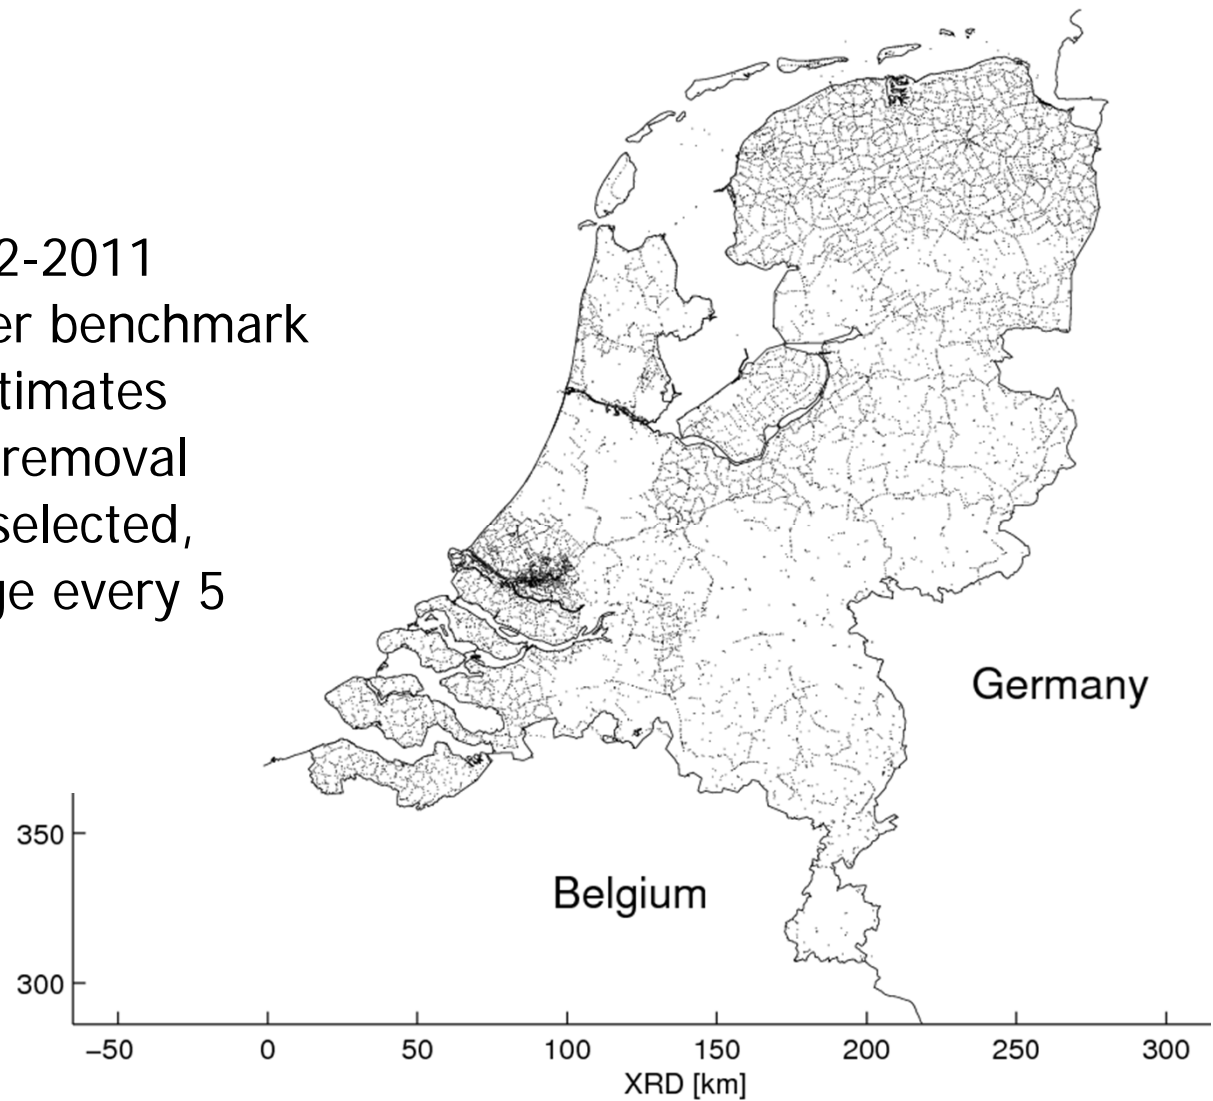 2-2011
er benchmark
timates
removal
selected,
ge every 5
Germany
Belgium
350
300
−50 0 50 100 150 200 250 300
XRD [km]